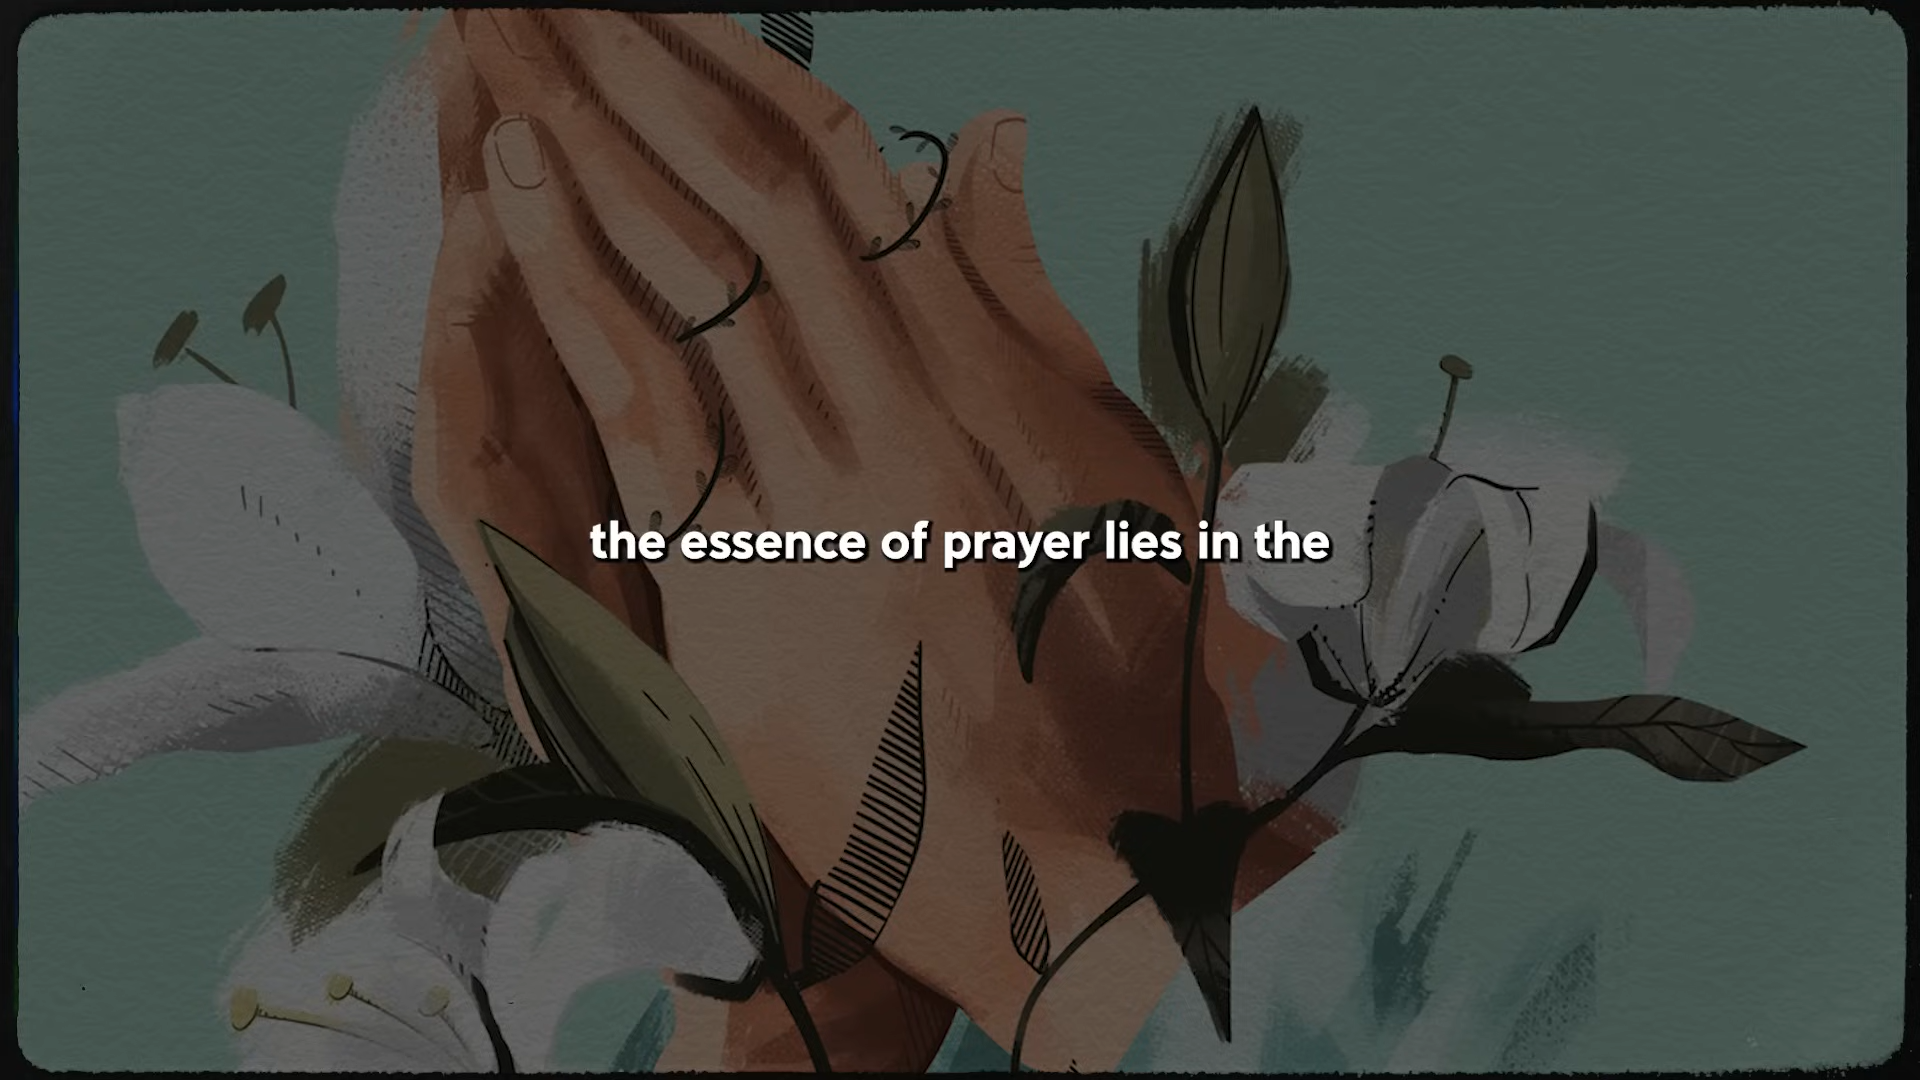 the essence of prayer lies in the